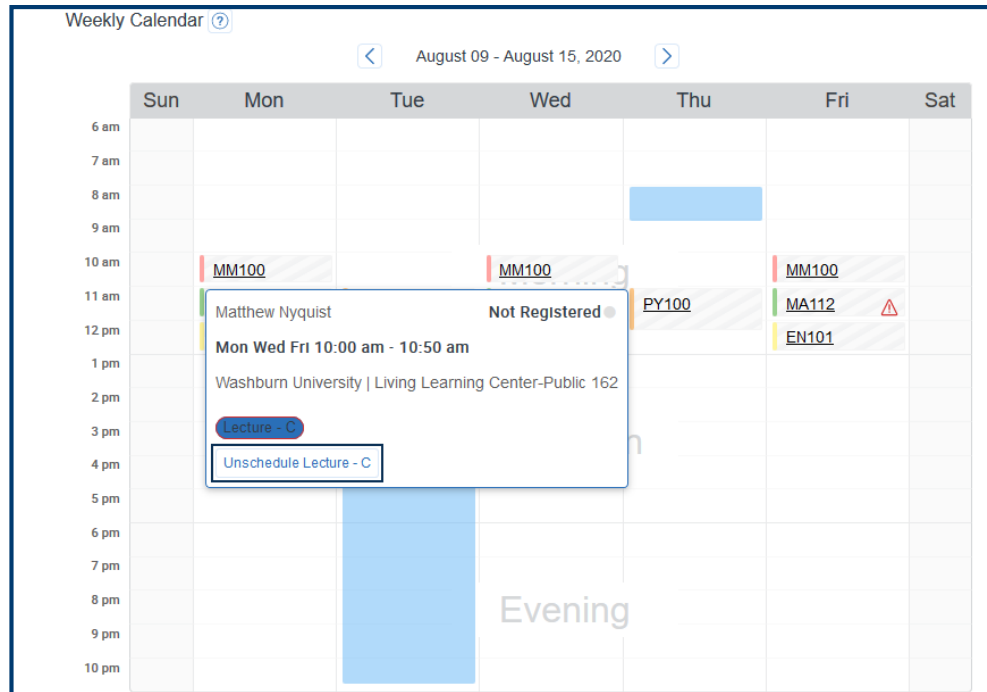 Weekly Calendar ?
August 09 - August 15, 2020
Sun Mon Tue Wed Thu Fri Sat
6 am
7 am
8 am
9 am
10 am MM100 MM100 MM100
11 am PY100 MA112
12 pm EN101
Matthew Nyquist Not Registered
Mon Wed Fri 10:00 am - 10:50 am
Washburn University | Living Learning Center-Public 162
Lecture - C
Unschedule Lecture - C
1 pm
2 pm
3 pm
4 pm
5 pm
6 pm
7 pm
8 pm
Evening
9 pm
10 pm